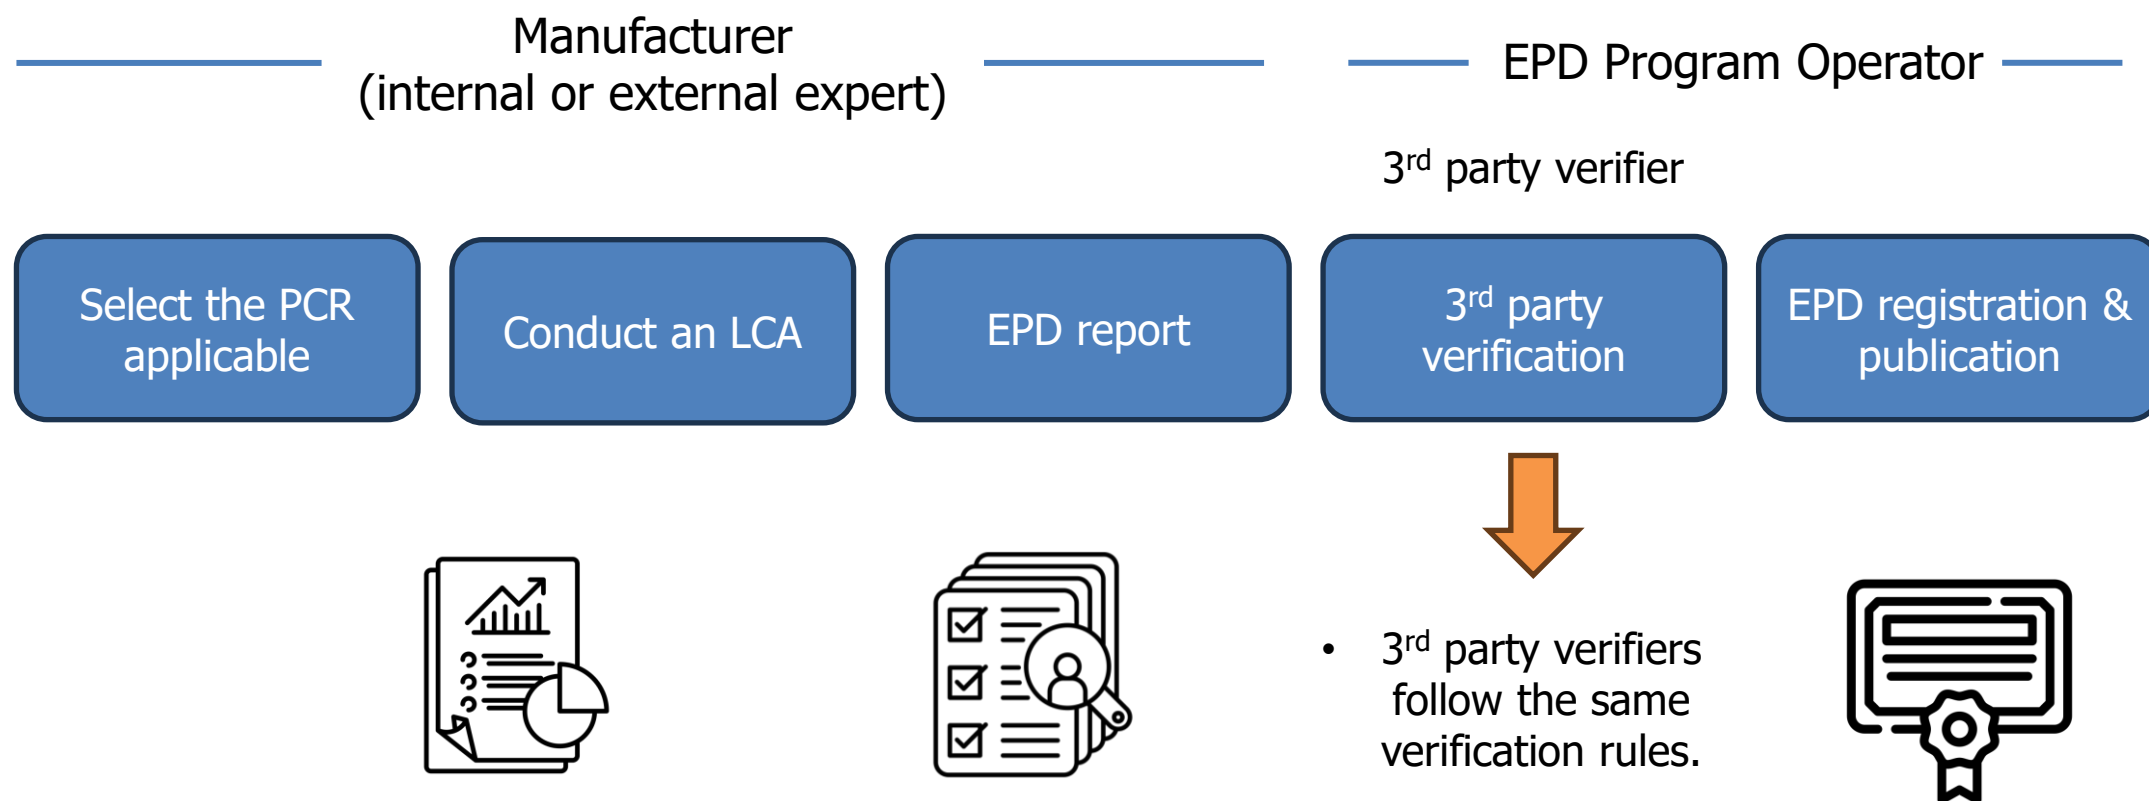 Manufacturer
(internal or external expert)
EPD Program Operator
3rd party verifier
Select the PCR
applicable
Conduct an LCA
EPD report
3rd party
verification
EPD registration &
publication
• 3rd party verifiers
follow the same
verification rules.